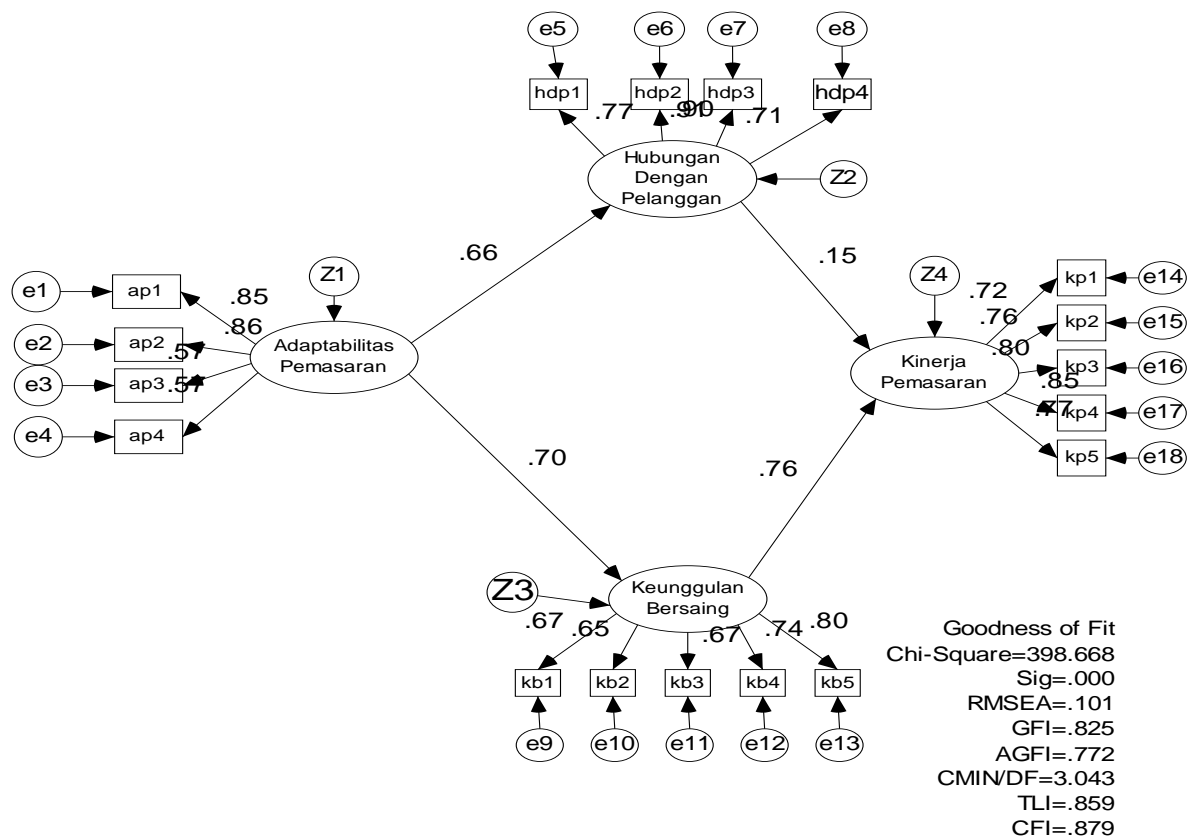 e5
e6
e7
e8
hdp1
hdp2
hdp3
hdp4
.77
.90
.71
Hubungan
Dengan
Pelanggan
Z2
.66
.15
Z1
Z4
e1
ap1
.85
e2
ap2
.86
e3
ap3
.57
e4
ap4
.57
Adaptabilitas
Pemasaran
Kinerja
Pemasaran
.72
kp1
e14
.76
kp2
e15
.80
kp3
e16
.85
kp4
e17
.77
kp5
e18
.70
.76
Z3
Keunggulan
Bersaing
.67
.65
.67
.74
.80
kb1
kb2
kb3
kb4
kb5
e9
e10
e11
e12
e13
Goodness of Fit
Chi-Square=398.668
Sig=.000
RMSEA=.101
GFI=.825
AGFI=.772
CMIN/DF=3.043
TLI=.859
CFI=.879